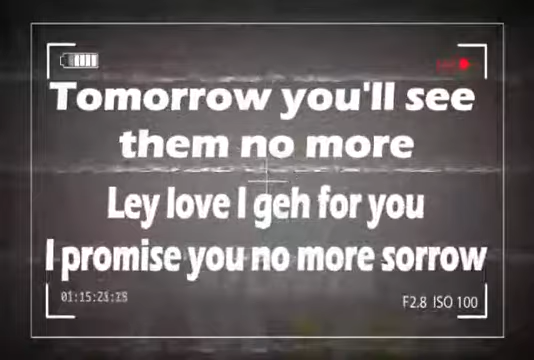 Tomorrow you'll see
them no more
Ley love I geh for you
I promise you no more sorrow
01:15:28:28
F2.8 ISO 100